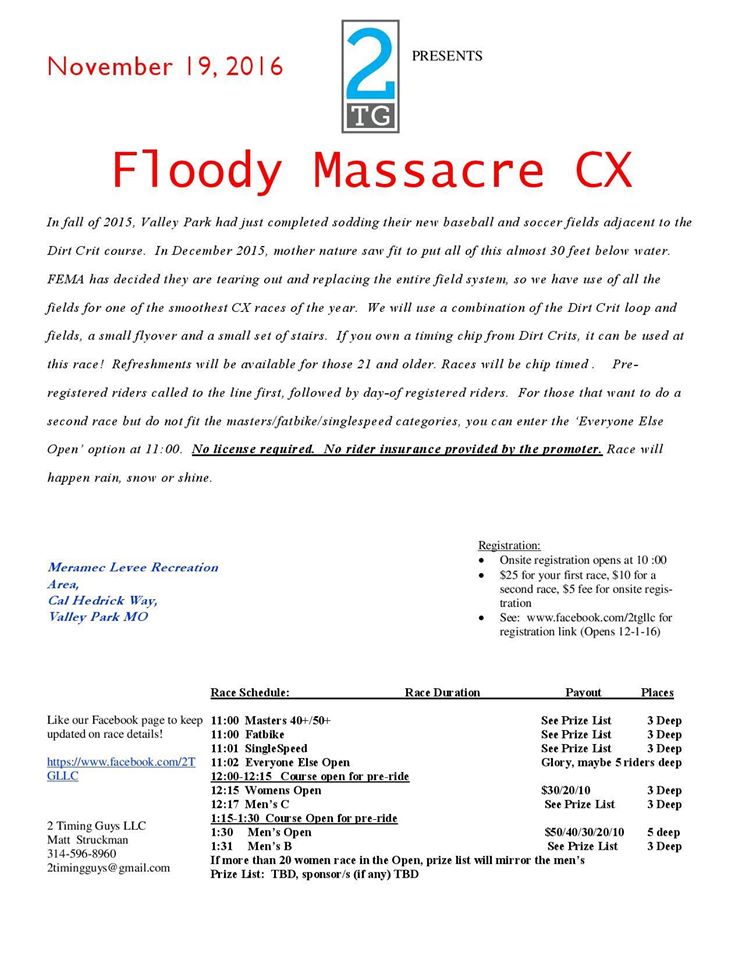 November 19, 2016
2
TG
PRESENTS
Floody Massacre CX
In fall of 2015, Valley Park had just completed sodding their new baseball and soccer fields adjacent to the
Dirt Crit course. In December 2015, mother nature saw fit to put all of this almost 30 feet below water.
FEMA has decided they are tearing out and replacing the entire field system, so we have use of all the
fields for one of the smoothest CX races of the year. We will use a combination of the Dirt Crit loop and
fields, a small flyover and a small set of stairs. If you own a timing chip from Dirt Crits, it can be used at
this race! Refreshments will be available for those 21 and older. Races will be chip timed . Pre-
registered riders called to the line first, followed by day-of registered riders. For those that want to do a
second race but do not fit the masters/fatbike/singlespeed categories, you can enter the ‘Everyone Else
Open’ option at 11:00. No license required. No rider insurance provided by the promoter. Race will
happen rain, snow or shine.
Meramec Levee Recreation
Area,
Cal Hedrick Way,
Valley Park MO
Registration:
• Onsite registration opens at 10 :00
• $25 for your first race, $10 for a
second race, $5 fee for onsite regis-
tration
• See: www.facebook.com/2tgllc for
registration link (Opens 12-1-16)
Like our Facebook page to keep
updated on race details!
https://www.facebook.com/2T
GLLC
2 Timing Guys LLC
Matt Struckman
314-596-8960
2timingguys@gmail.com
Race Schedule: Race Duration Payout Places
11:00 Masters 40+/50+ See Prize List 3 Deep
11:00 Fatbike See Prize List 3 Deep
11:01 SingleSpeed See Prize List 3 Deep
11:02 Everyone Else Open Glory, maybe 5 riders deep
12:00-12:15 Course open for pre-ride
12:15 Womens Open $30/20/10 3 Deep
12:17 Men’s C See Prize List 3 Deep
1:15-1:30 Course Open for pre-ride
1:30 Men’s Open $50/40/30/20/10 5 deep
1:31 Men’s B See Prize List 3 Deep
If more than 20 women race in the Open, prize list will mirror the men’s
Prize List: TBD, sponsor/s (if any) TBD